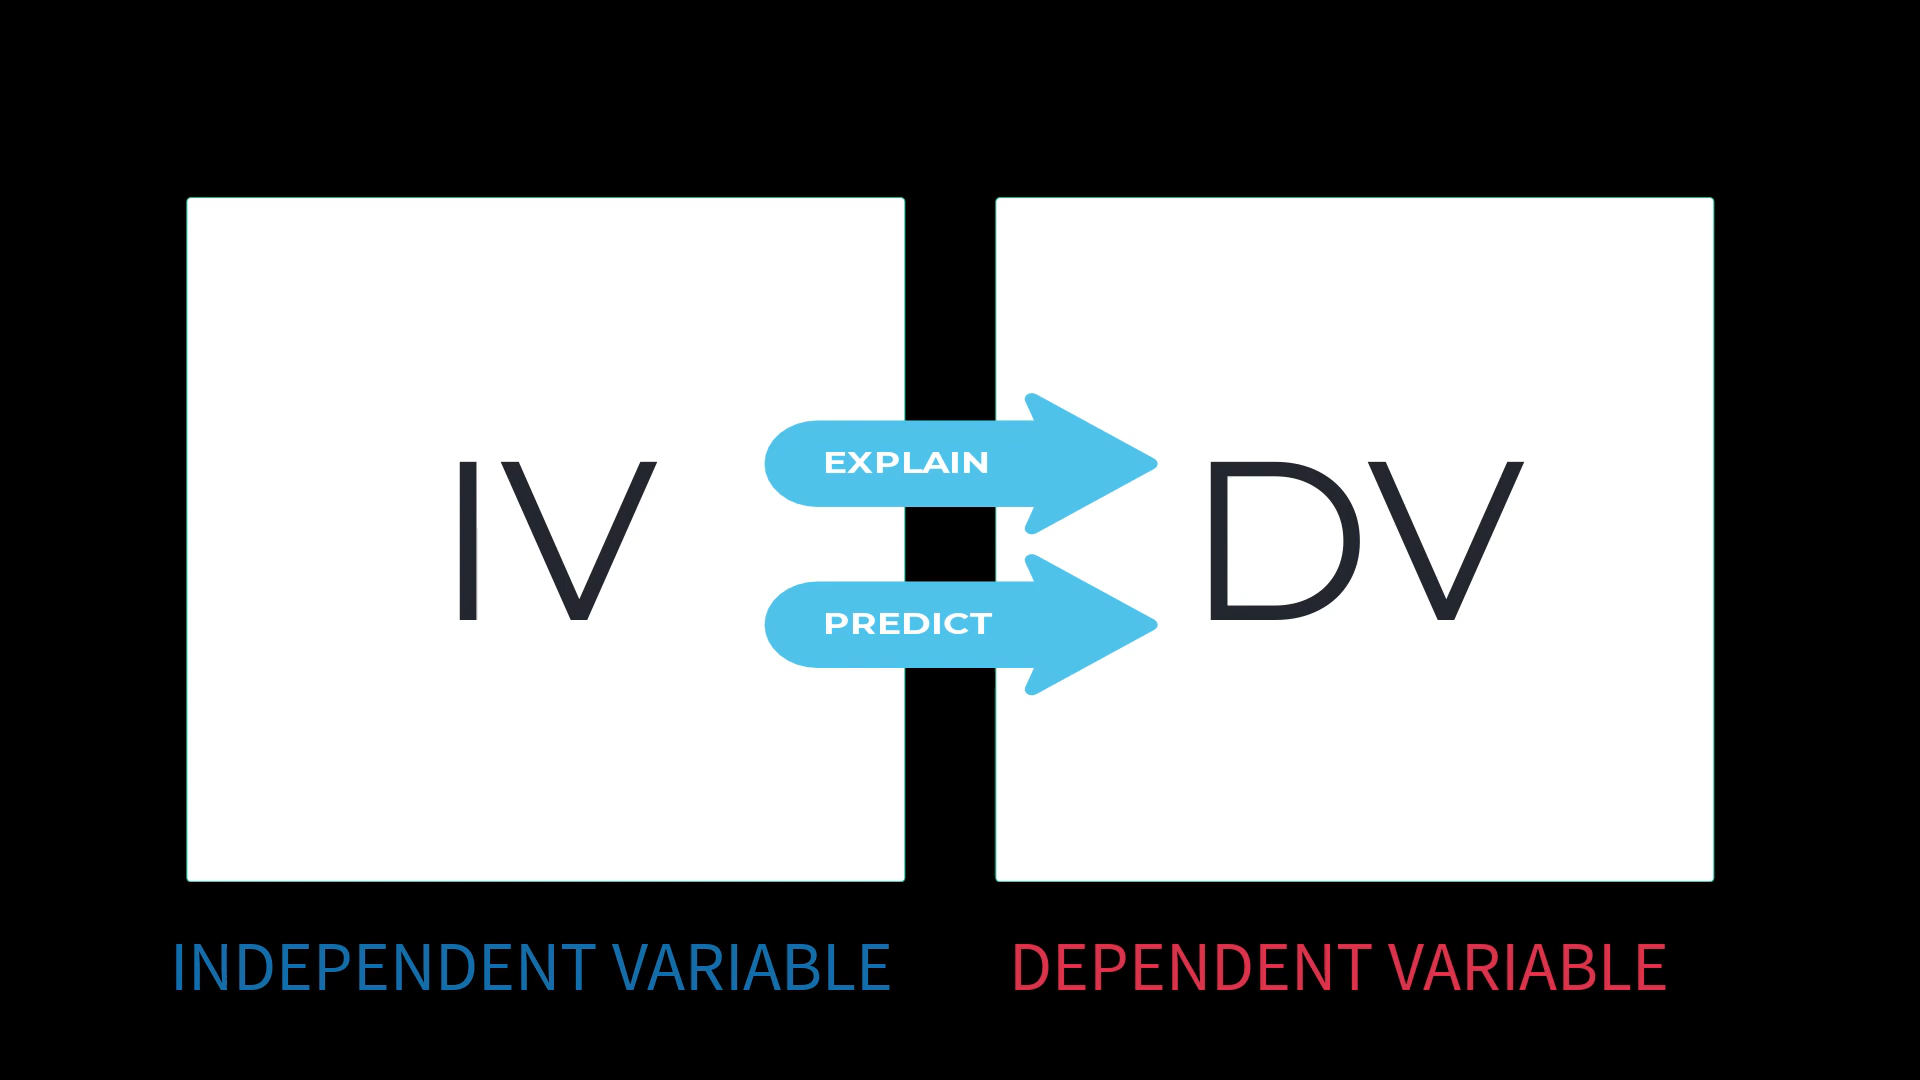 IV
EXPLAIN
PREDICT
DV
INDEPENDENT VARIABLE
DEPENDENT VARIABLE